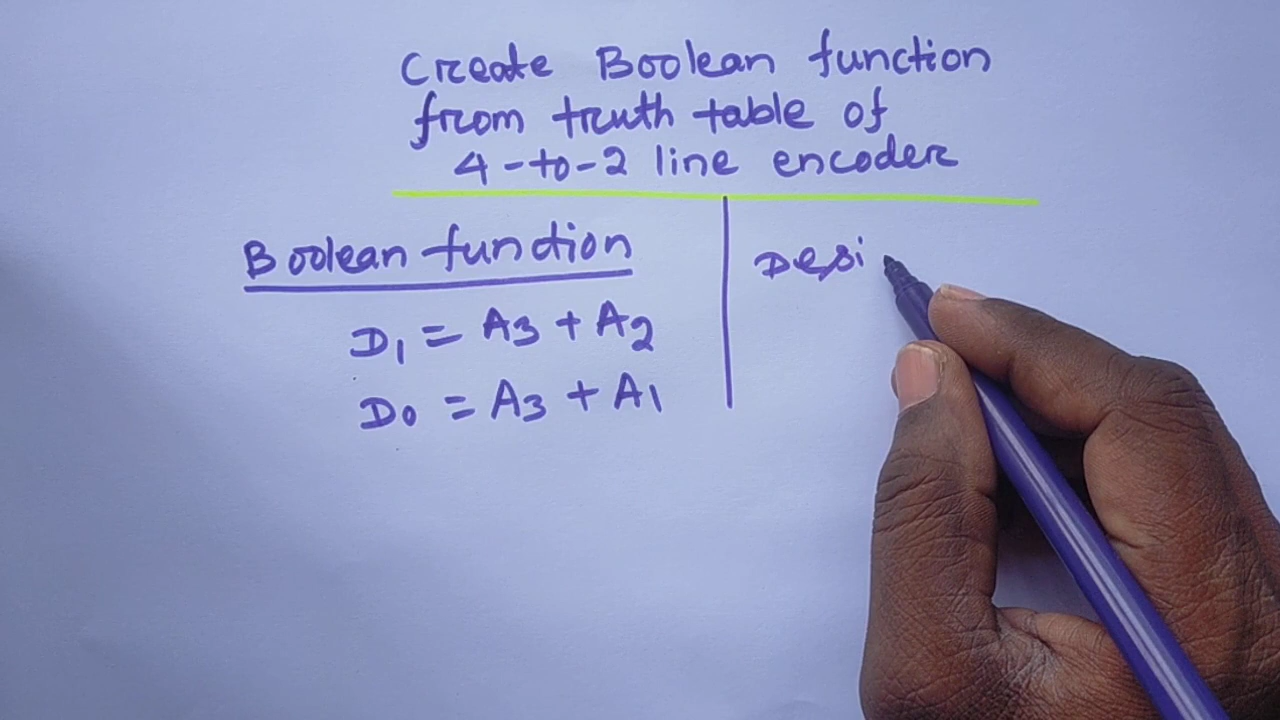 Create Boolean function
from truth table of
4-to-2 line encoder
Boolean function
D1 = A3 + A2
D0 = A3 + A1
Desi